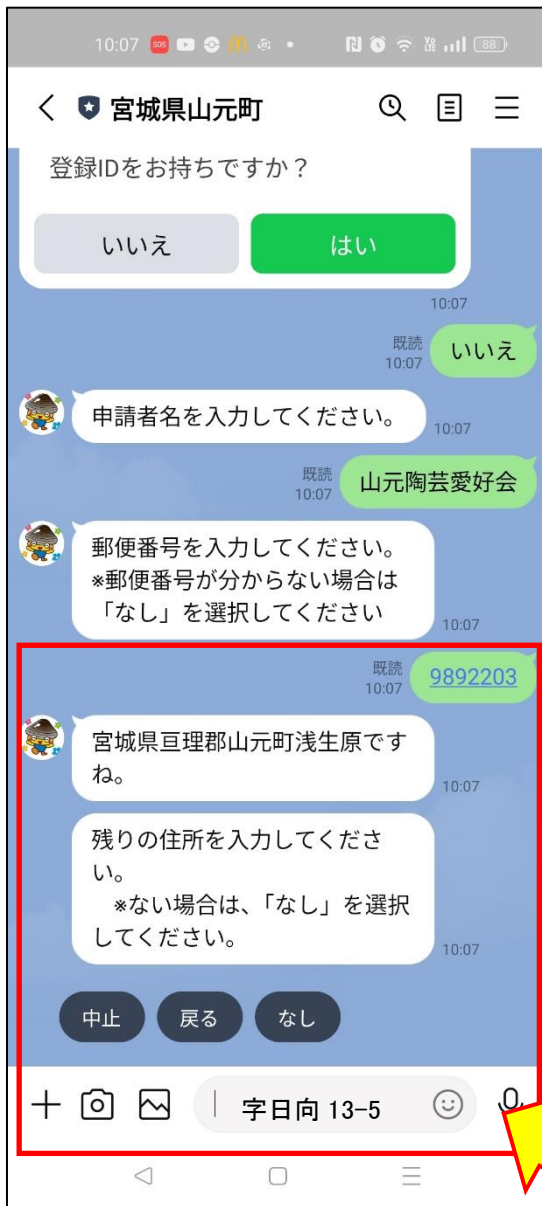 10:07 SOS 88
宮城県山元町
登録IDをお持ちですか？
いいえ はい
10:07
既読
10:07 いいえ
申請者名を入力してください。 10:07
既読
10:07 山元陶芸愛好会
郵便番号を入力してください。
※郵便番号が分からない場合は
「なし」を選択してください 10:07
既読
10:07 9892203
宮城県亘理郡山元町浅生原です
ね。 10:07
残りの住所を入力してくださ
い。
※ない場合は、「なし」を選択
してください。 10:07
中止 戻る なし
字日向 13−5